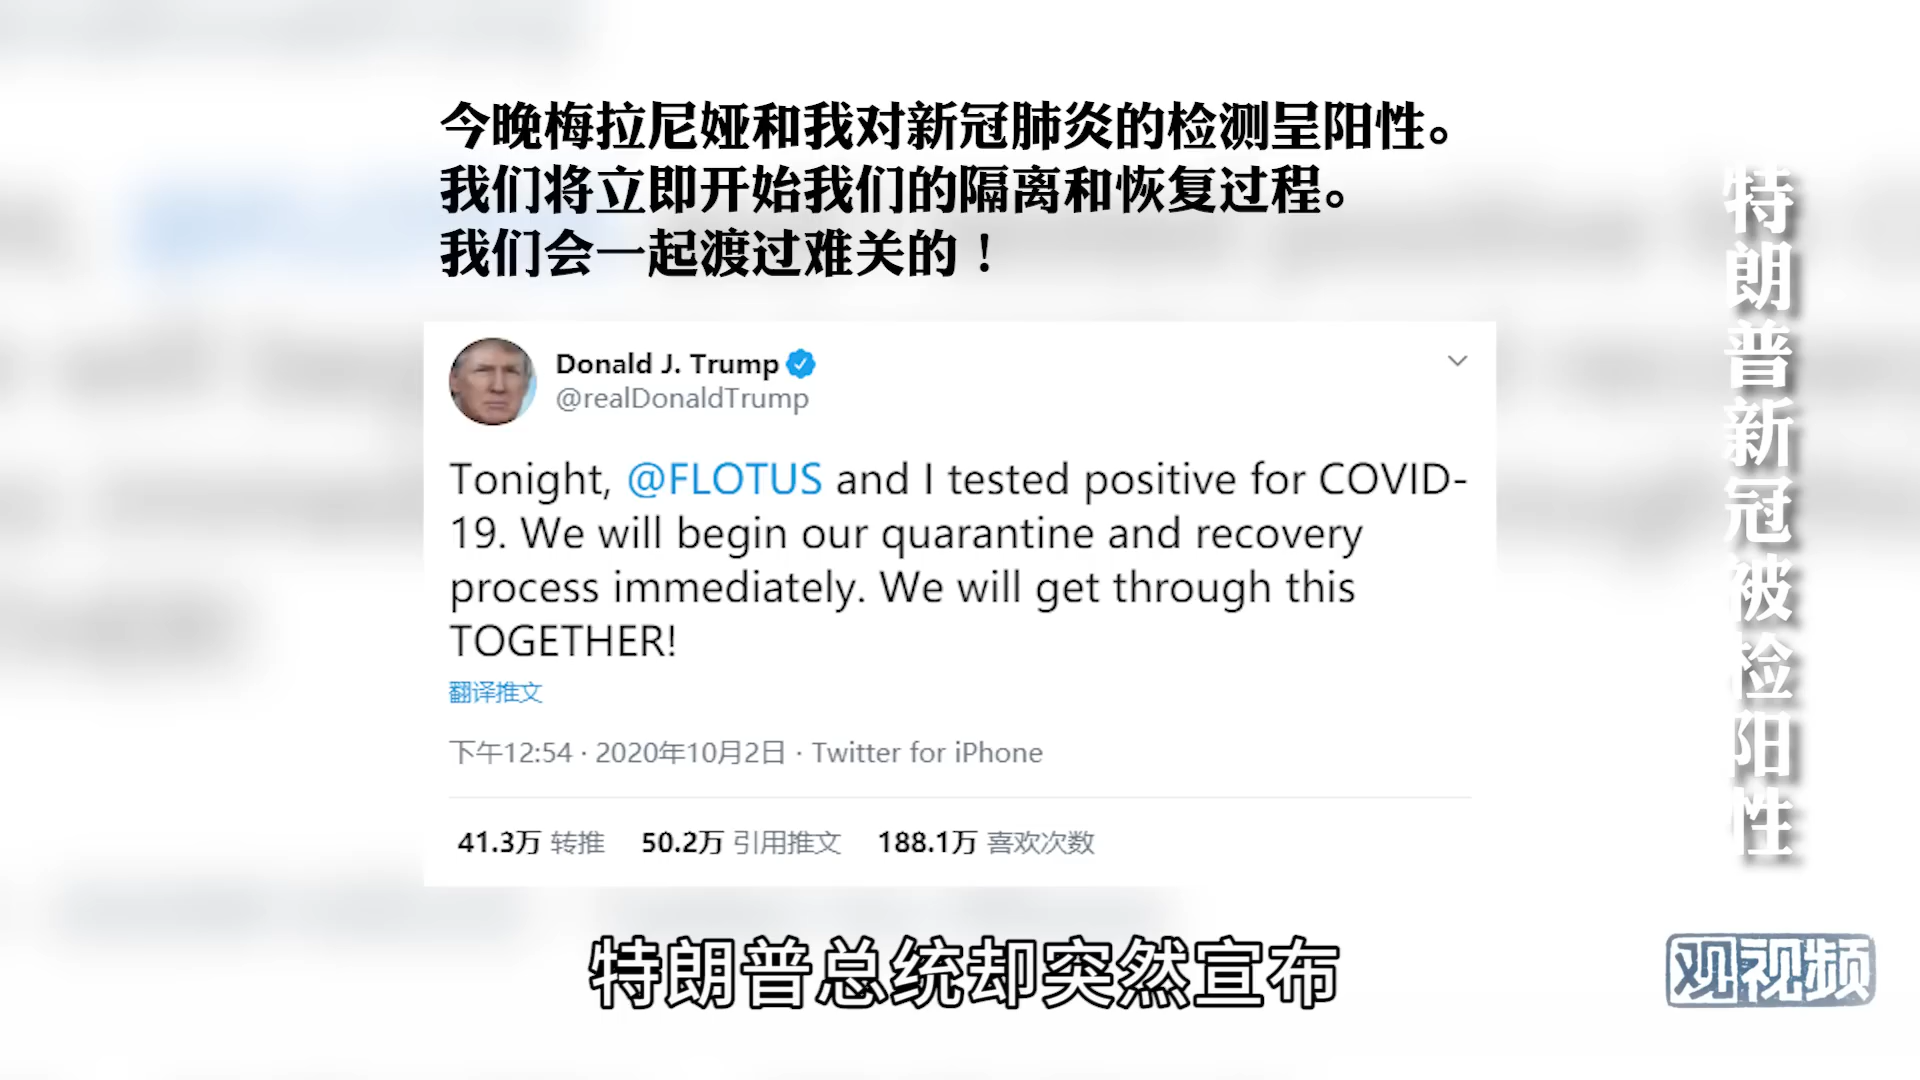 今晚梅拉尼娅和我对新冠肺炎的检测呈阳性。
我们将立即开始我们的隔离和恢复过程。
我们会一起渡过难关的！
Donald J. Trump
@realDonaldTrump
Tonight, @FLOTUS and I tested positive for COVID-
19. We will begin our quarantine and recovery
process immediately. We will get through this
TOGETHER!
翻译推文
下午12:54 · 2020年10月2日 · Twitter for iPhone
41.3万 转推 50.2万 引用推文 188.1万 喜欢次数
特朗普新冠被检阳性
特朗普总统却突然宣布
观视频